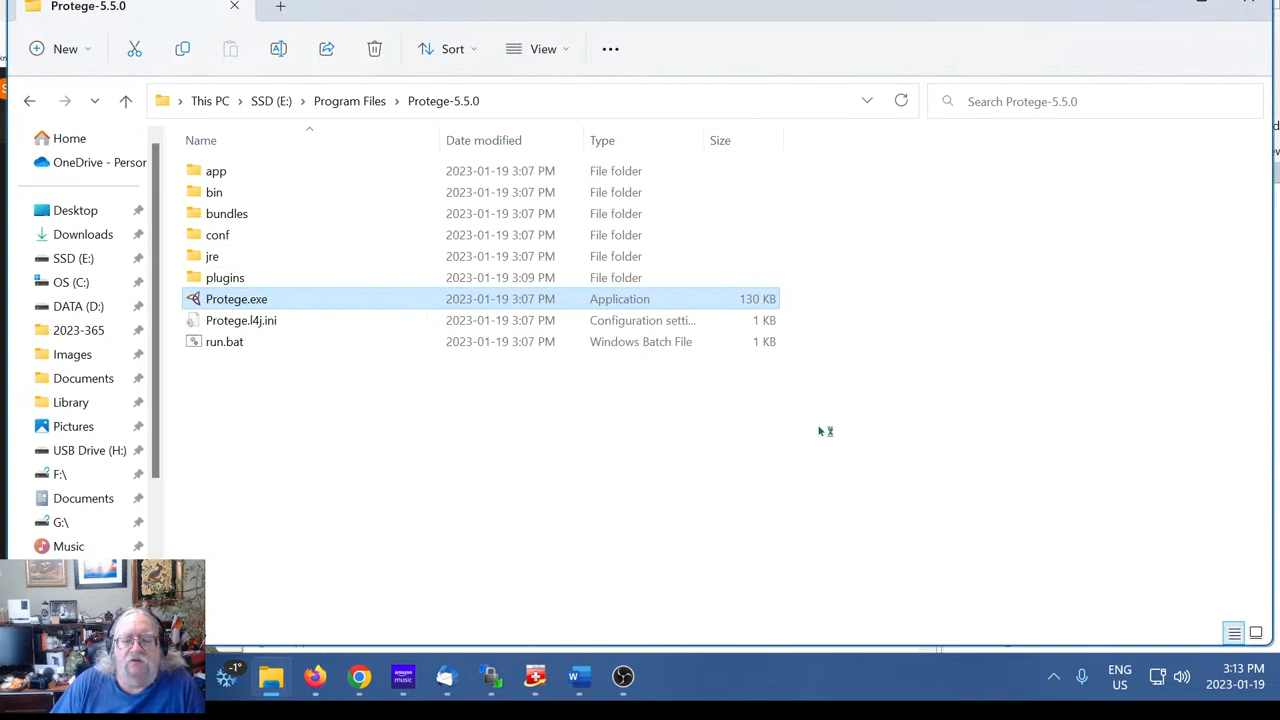 Protege-5.5.0
New
Sort
View
This PC > SSD (E:) > Program Files > Protege-5.5.0
Search Protege-5.5.0
Name Date modified Type Size
Home
OneDrive - Person
Desktop
Downloads
SSD (E:)
OS (C:)
DATA (D:)
2023-365
Images
Documents
Library
Pictures
USB Drive (H:)
F:\
Documents
G:\
Music
app 2023-01-19 3:07 PM File folder
bin 2023-01-19 3:07 PM File folder
bundles 2023-01-19 3:07 PM File folder
conf 2023-01-19 3:07 PM File folder
jre 2023-01-19 3:07 PM File folder
plugins 2023-01-19 3:09 PM File folder
Protege.exe 2023-01-19 3:07 PM Application 130 KB
Protege.l4j.ini 2023-01-19 3:07 PM Configuration setti... 1 KB
run.bat 2023-01-19 3:07 PM Windows Batch File 1 KB
-1°
amazon music
W
ENG
US
3:13 PM
2023-01-19